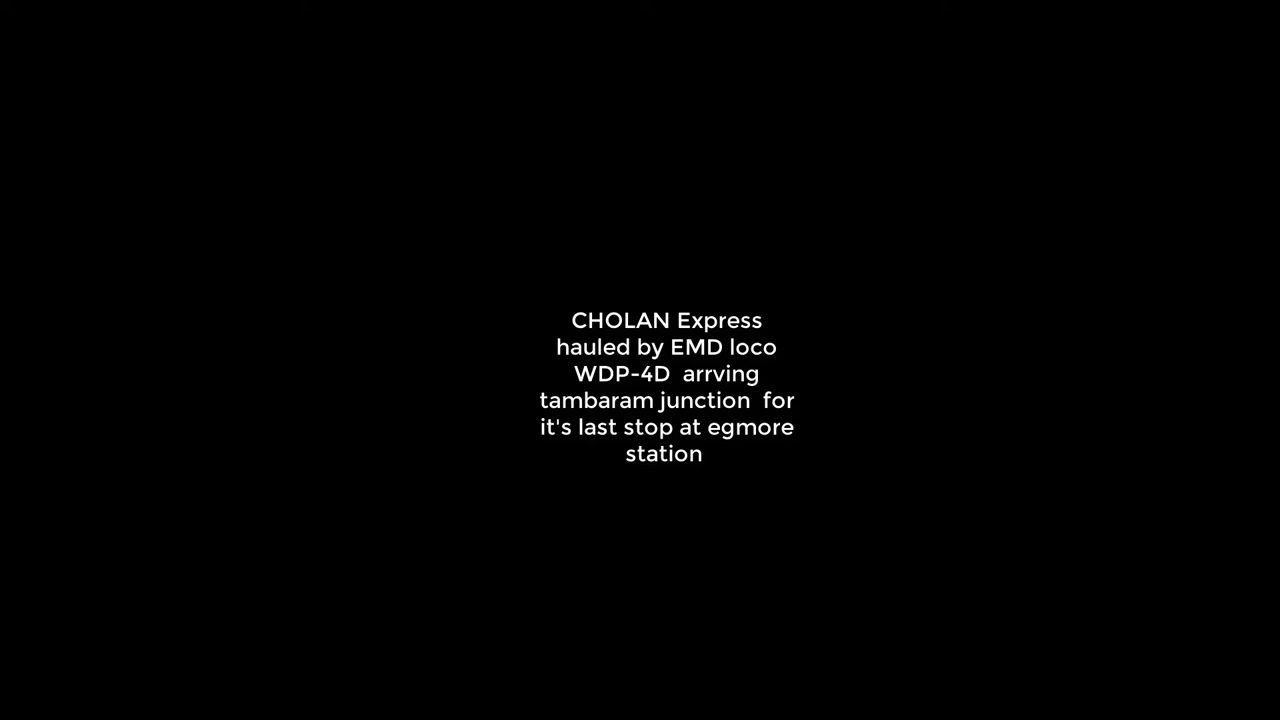 CHOLAN Express
hauled by EMD loco
WDP-4D  arrving
tambaram junction  for
it's last stop at egmore
station